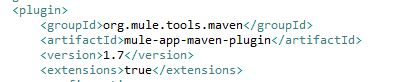 <plugin>
<groupId>org.mule.tools.maven</groupId>
<artifactId>mule-app-maven-plugin</artifactId>
<version>1.7</version>
<extensions>true</extensions>